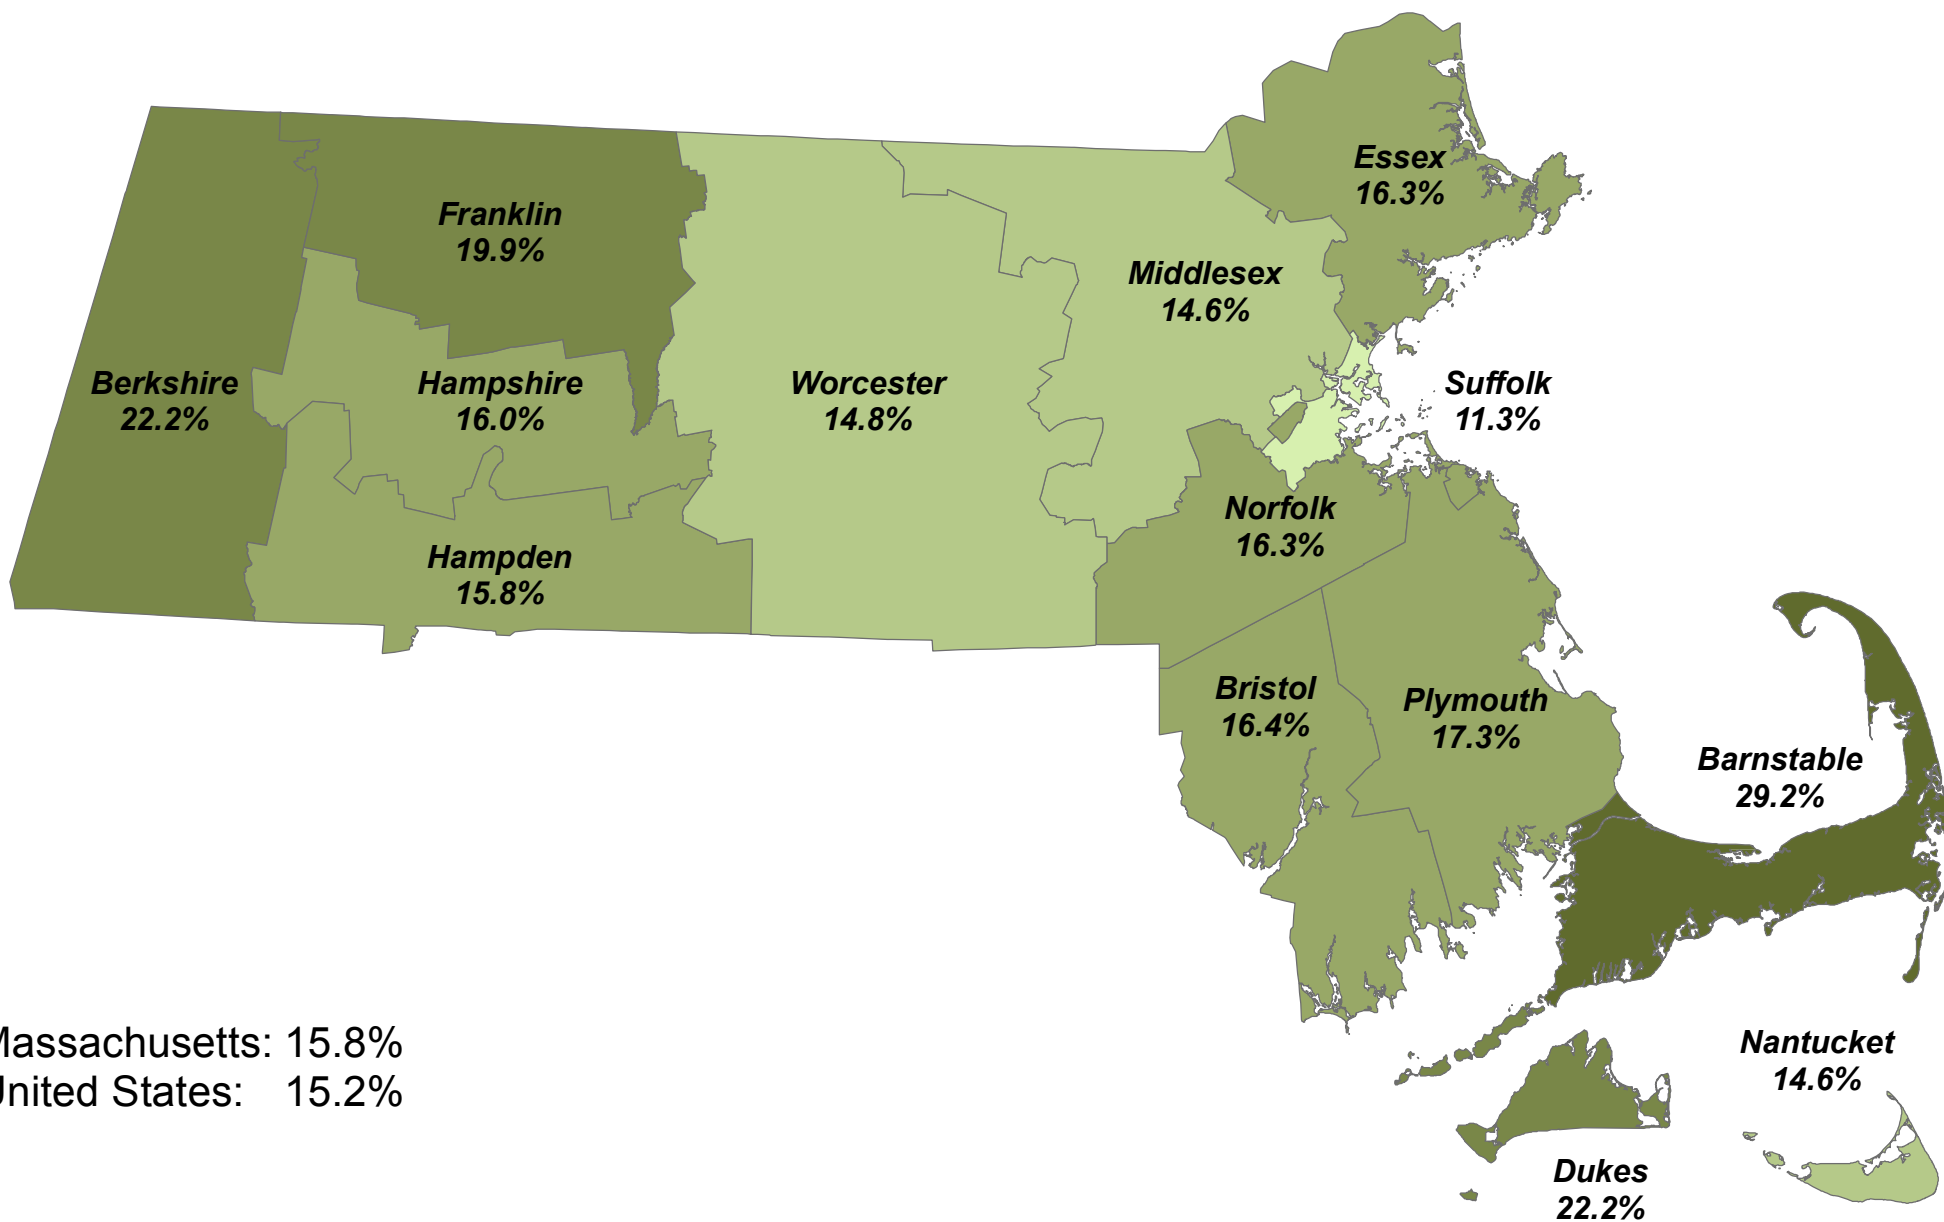 Essex
16.3%
Franklin
19.9%
Middlesex
14.6%
Berkshire
22.2%
Hampshire
16.0%
Worcester
14.8%
Suffolk
11.3%
Norfolk
16.3%
Hampden
15.8%
Bristol
16.4%
Plymouth
17.3%
Barnstable
29.2%
Massachusetts: 15.8%
United States: 15.2%
Nantucket
14.6%
Dukes
22.2%